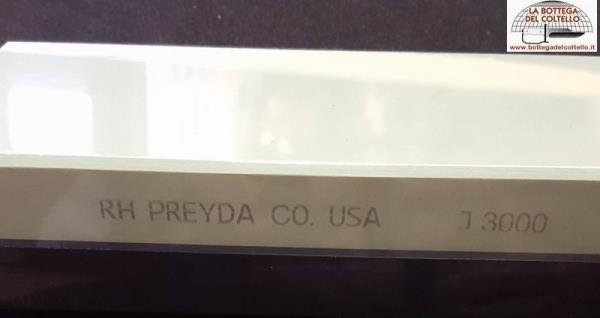 LA BOTTEGA
DEL COLTELLO
www.bottegadelcoltello.it
RH PREYDA CO. USA J 3000